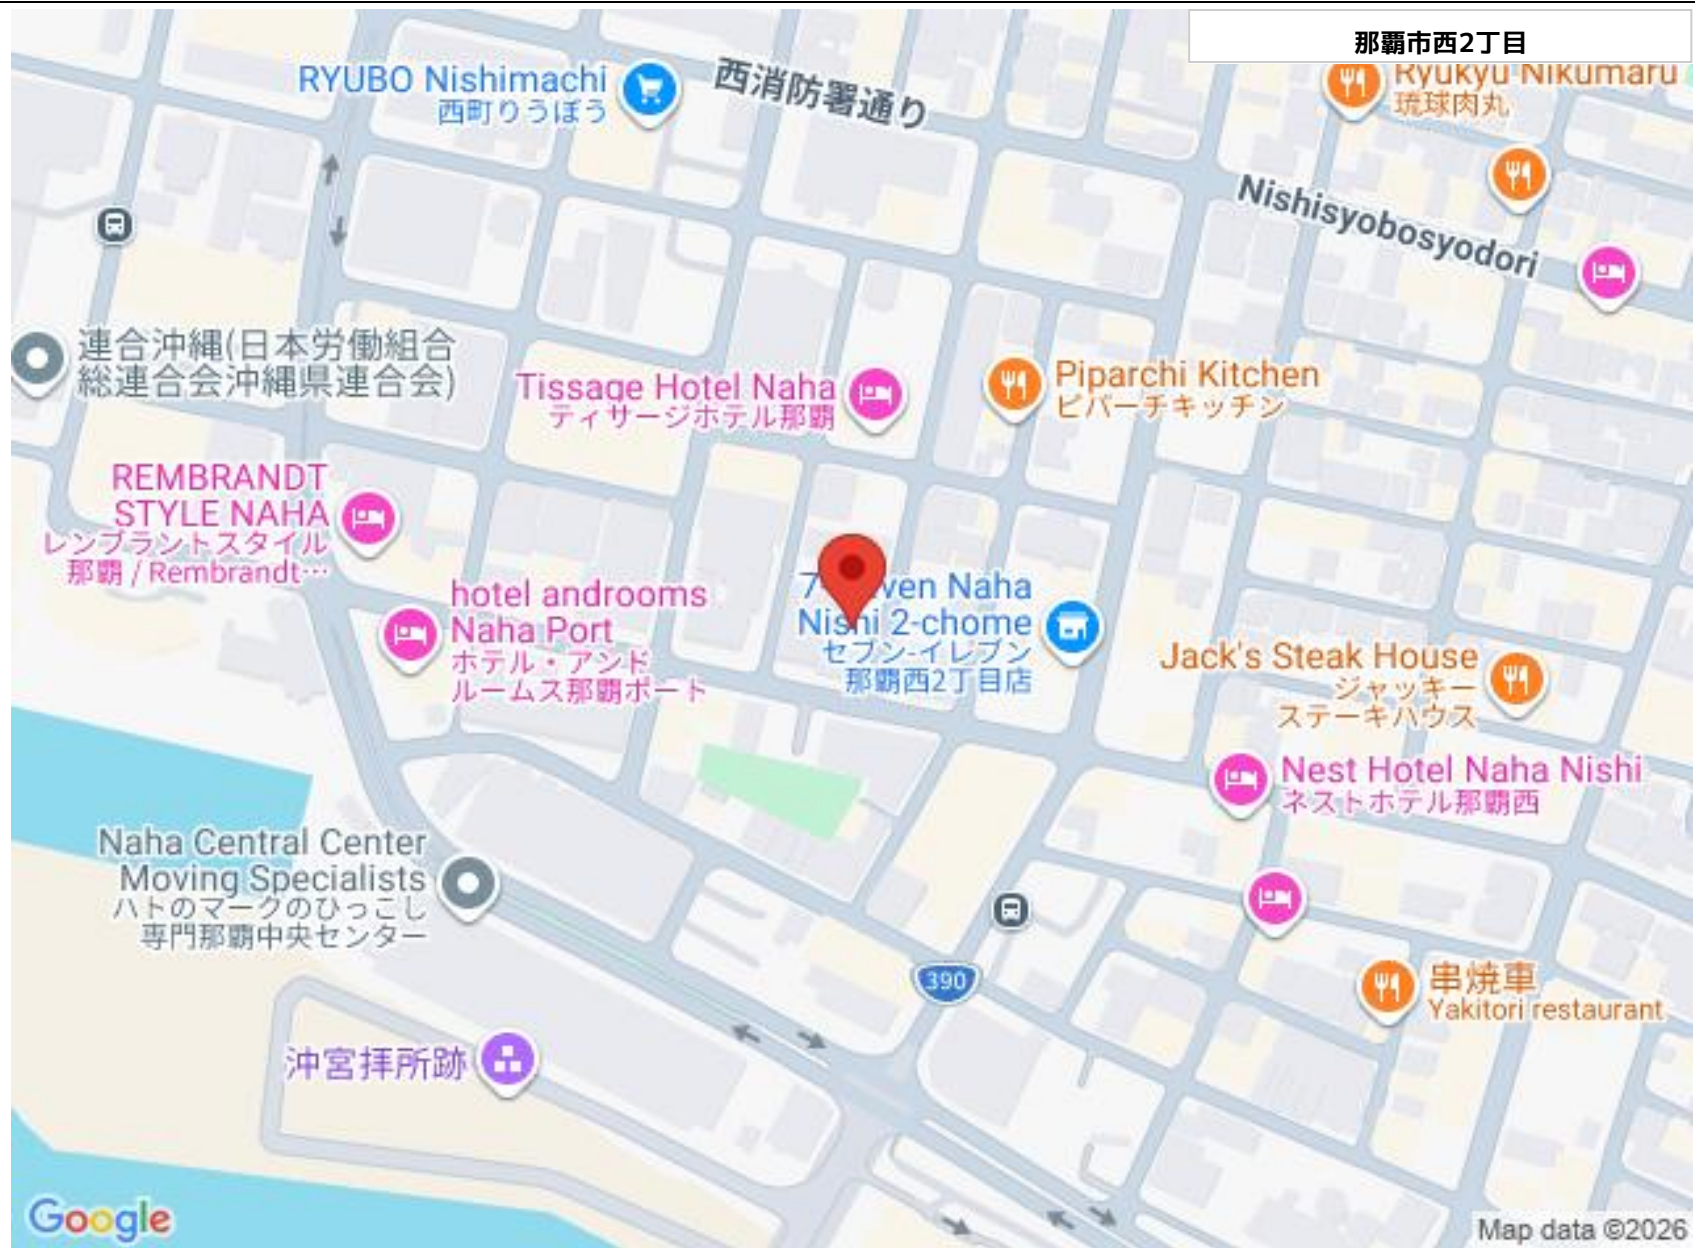 那覇市西2丁目
RYUBO Nishimachi
西町りうぼう
西消防署通り
Ryukyu Nikumaru
琉球肉丸
Nishisyobosyodori
連合沖縄(日本労働組合
総連合会沖縄県連合会)
Tissage Hotel Naha
ティサージホテル那覇
Piparchi Kitchen
ピパーチキッチン
REMBRANDT
STYLE NAHA
レンブラントスタイル
那覇 / Rembrandt…
hotel androoms
Naha Port
ホテル・アンド
ルームス那覇ポート
Naha
Nishi 2-chome
セブン-イレブン
那覇西2丁目店
Jack's Steak House
ジャッキー
ステーキハウス
Nest Hotel Naha Nishi
ネストホテル那覇西
Naha Central Center
Moving Specialists
ハトのマークのひっこし
専門那覇中央センター
390
串焼車
Yakitori restaurant
沖宮拝所跡
Google
Map data ©2026